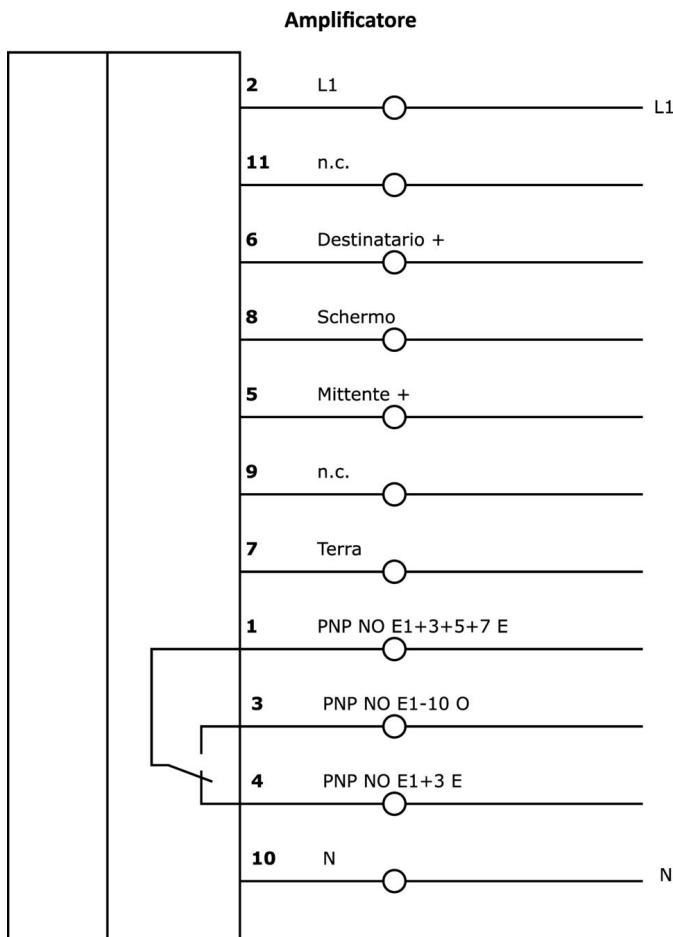 Amplificatore
2 L1
L1
11 n.c.
6 Destinatario +
8 Schermo
5 Mittente +
9 n.c.
7 Terra
1 PNP NO E1+3+5+7 E
3 PNP NO E1-10 O
4 PNP NO E1+3 E
10 N
N